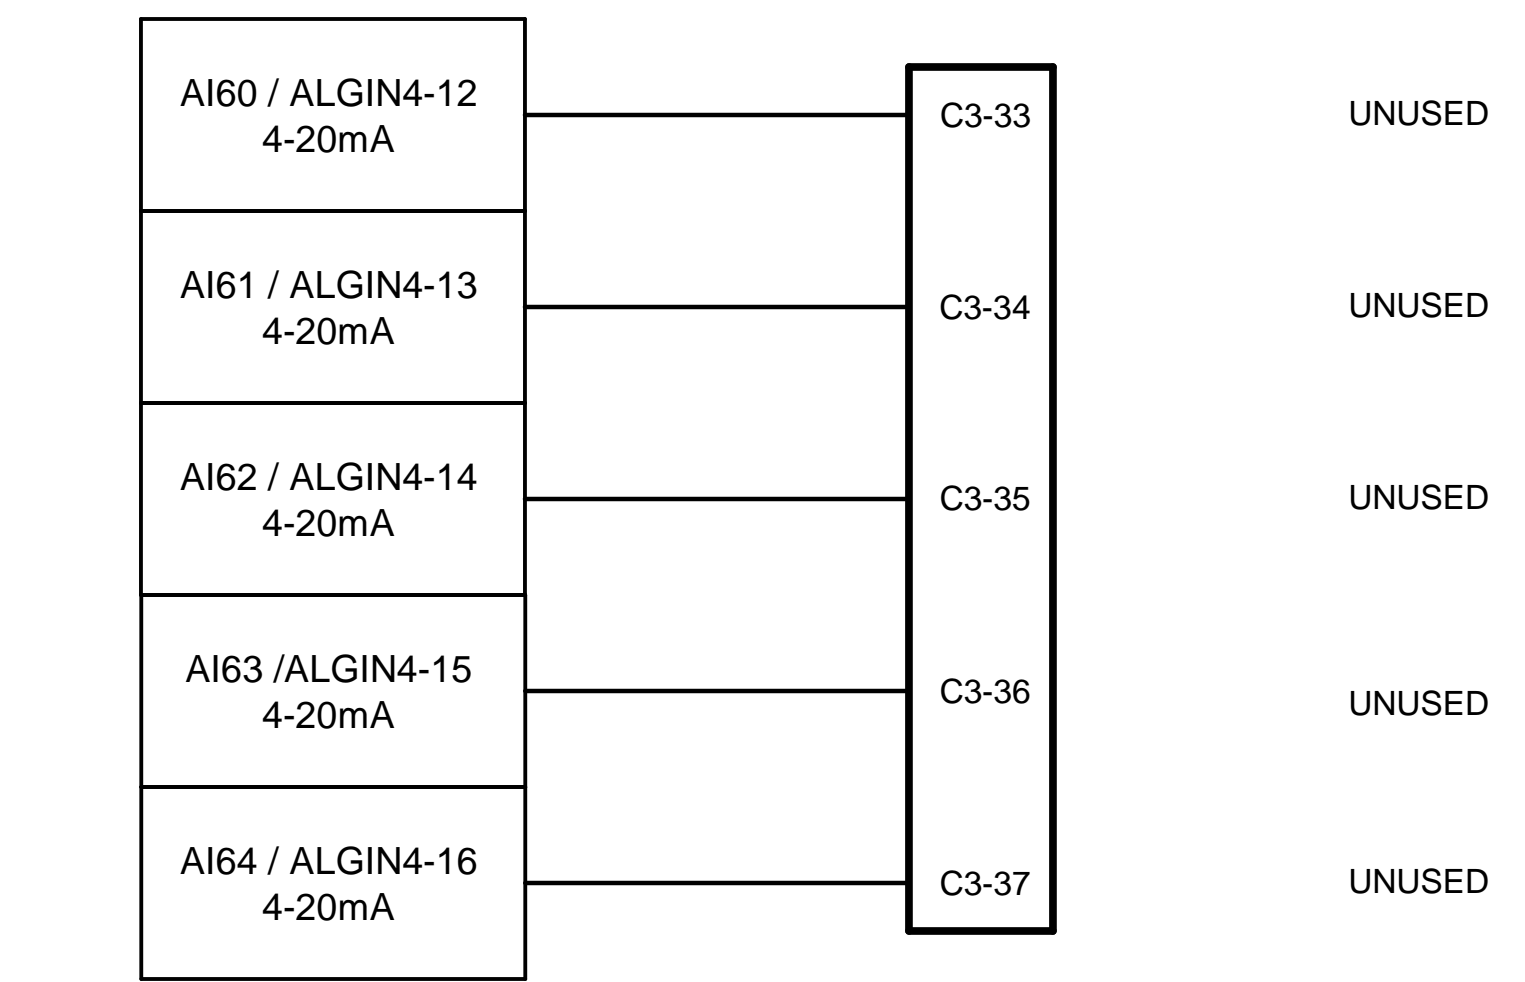 AI60 / ALGIN4-12
4-20mA
C3-33
UNUSED
AI61 / ALGIN4-13
4-20mA
C3-34
UNUSED
AI62 / ALGIN4-14
4-20mA
C3-35
UNUSED
AI63 /ALGIN4-15
4-20mA
C3-36
UNUSED
AI64 / ALGIN4-16
4-20mA
C3-37
UNUSED